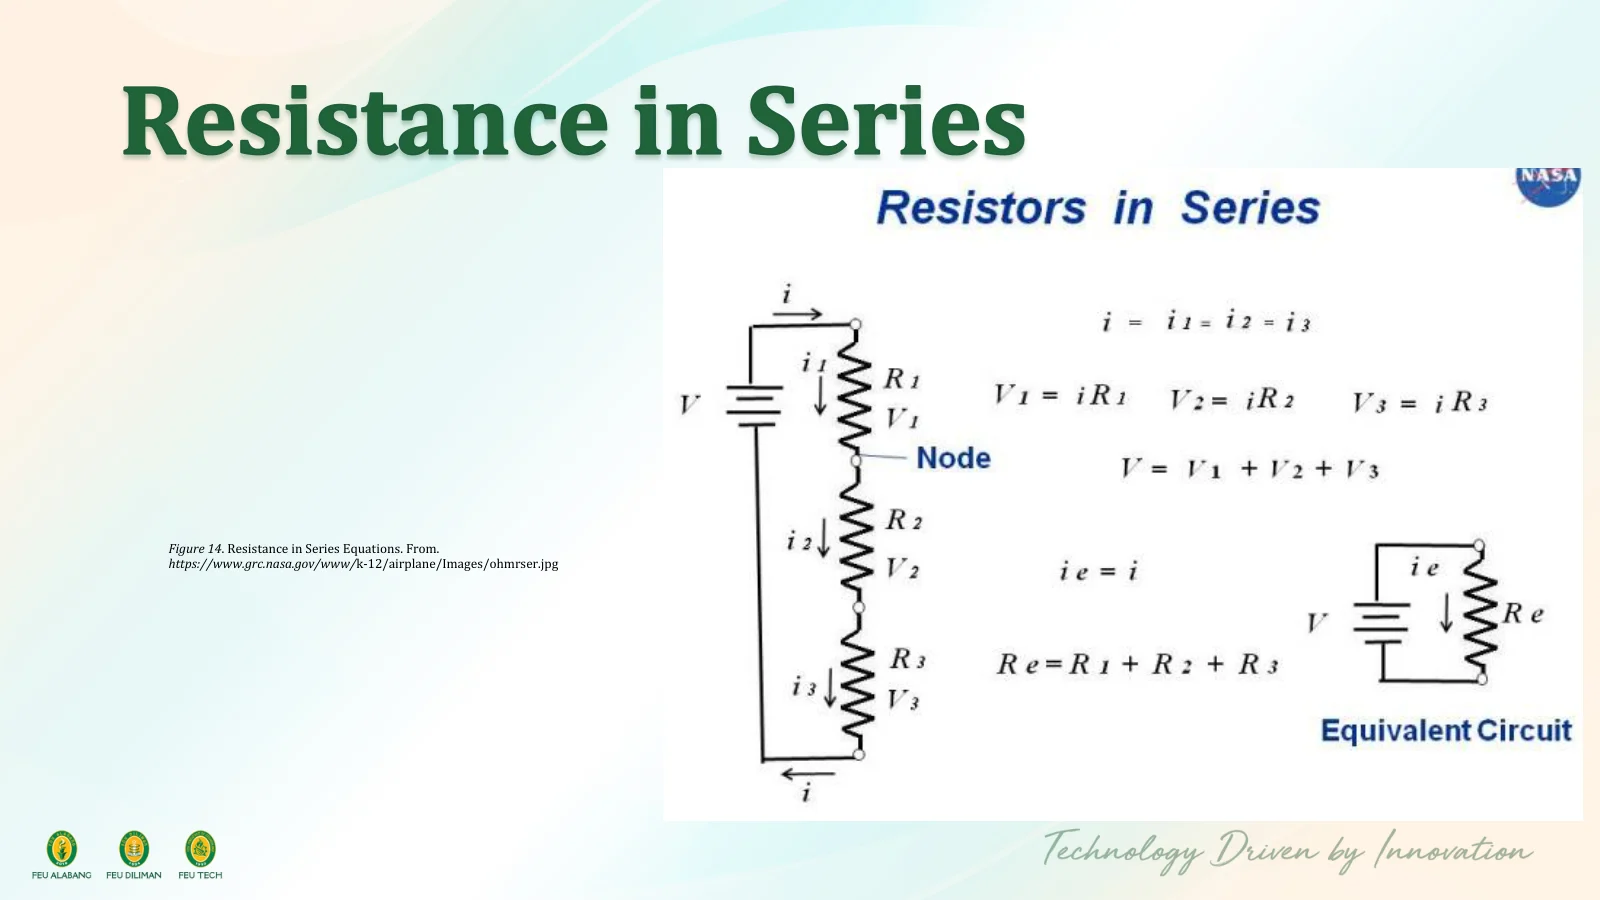 Resistance in Series
NASA
Resistors in Series
i
i = i1 = i2 = i3
i1
R1
V1 = iR1 V2 = iR2 V3 = iR3
V
V1
Node
V = V1 + V2 + V3
R2
i2
Figure 14. Resistance in Series Equations. From.
https://www.grc.nasa.gov/www/k-12/airplane/Images/ohmrser.jpg
V2
ie = i
ie
V
Re
R3
Re = R1 + R2 + R3
i3
V3
Equivalent Circuit
i
FEU ALABANG
FEU DILIMAN
FEU TECH
Technology Driven by Innovation